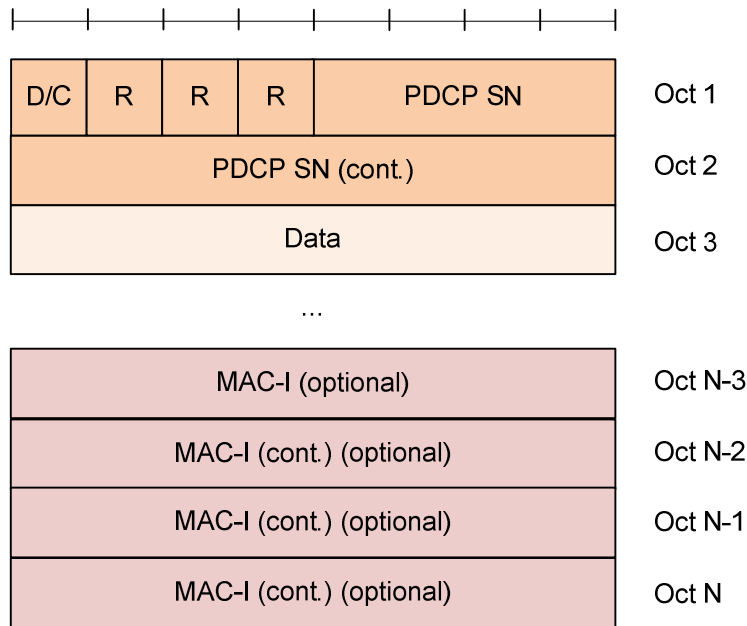 D/C R R R PDCP SN Oct 1
PDCP SN (cont.) Oct 2
Data Oct 3
...
MAC-I (optional) Oct N-3
MAC-I (cont.) (optional) Oct N-2
MAC-I (cont.) (optional) Oct N-1
MAC-I (cont.) (optional) Oct N